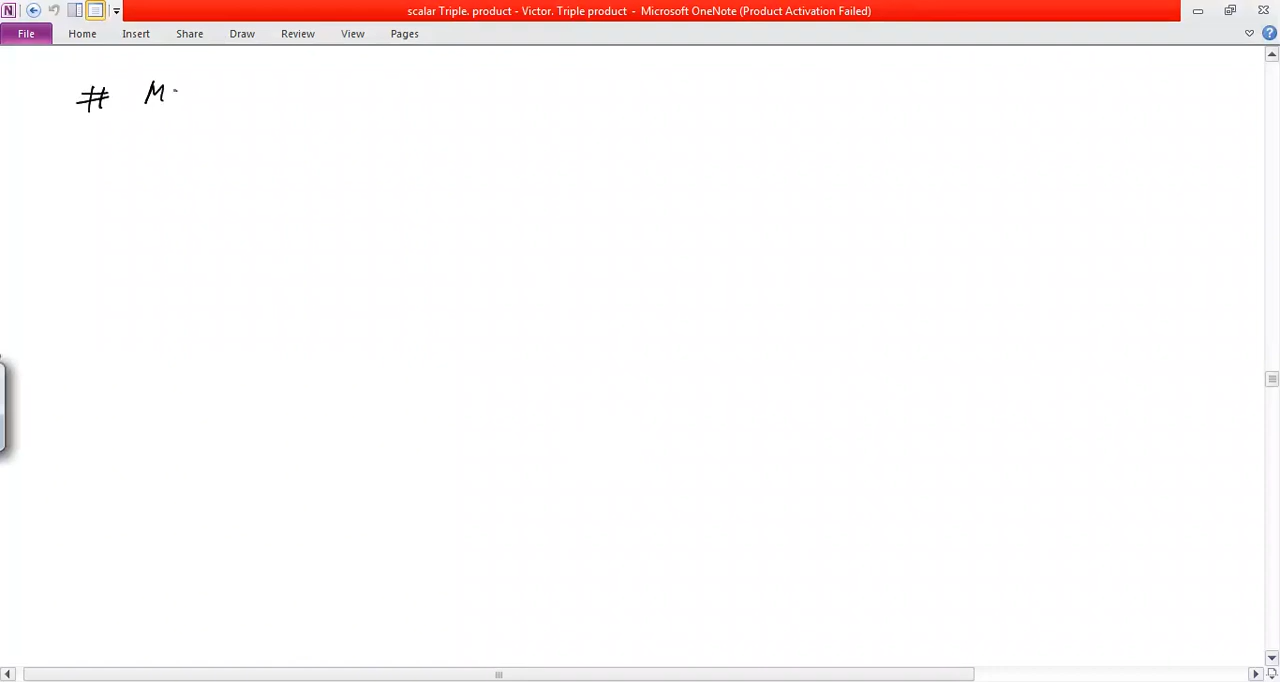 scalar Triple. product - Victor. Triple product - Microsoft OneNote (Product Activation Failed)
File Home Insert Share Draw Review View Pages
# M